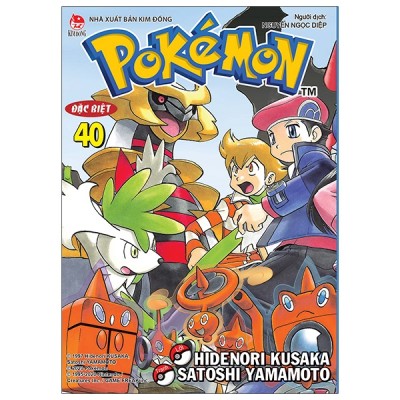 NHÀ XUẤT BẢN KIM ĐỒNG
Người dịch:
NGUYỄN NGỌC DIỆP
POKÉMON
TM
ĐẶC BIỆT
40
HIDENORI KUSAKA
SATOSHI YAMAMOTO